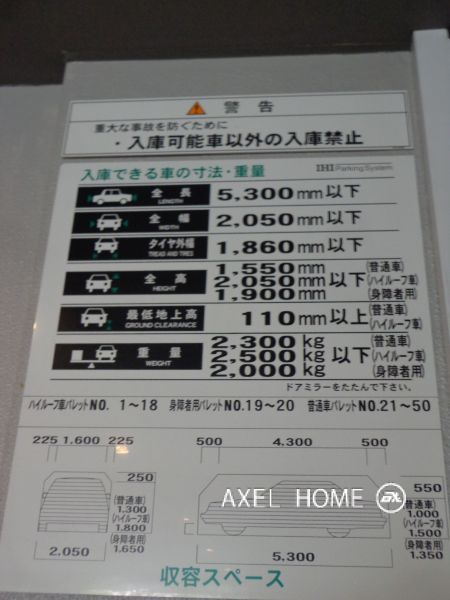 警告
重大な事故を防ぐために
・入庫可能車以外の入庫禁止
入庫できる車の寸法・重量 IHI Parking System
全長 LENGTH 5,300mm以下
全幅 WIDTH 2,050mm以下
タイヤ外幅 TREAD AND TIRES 1,860mm以下
全高 HEIGHT 1,550mm (普通車)
2,050mm以下 (ハイルーフ車)
1,900mm (身障者用)
最低地上高 GROUND CLEARANCE 110mm以上 (普通車) (ハイルーフ車)
重量 WEIGHT 2,300kg (普通車)
2,500kg以下 (ハイルーフ車)
2,000kg (身障者用)
ドアミラーをたたんで下さい。
ハイルーフ車パレットNO. 1~18 身障者用パレットNO.19~20 普通車パレットNO.21~50
225 1.600 225 500 4.300 500
250
(普通車)
1.300
(ハイルーフ車)
1.800
(身障者用)
1.650
2.050
AXEL HOME
550
(普通車)
1.000
(ハイルーフ車)
1.500
(身障者用)
1.350
5.300
収容スペース